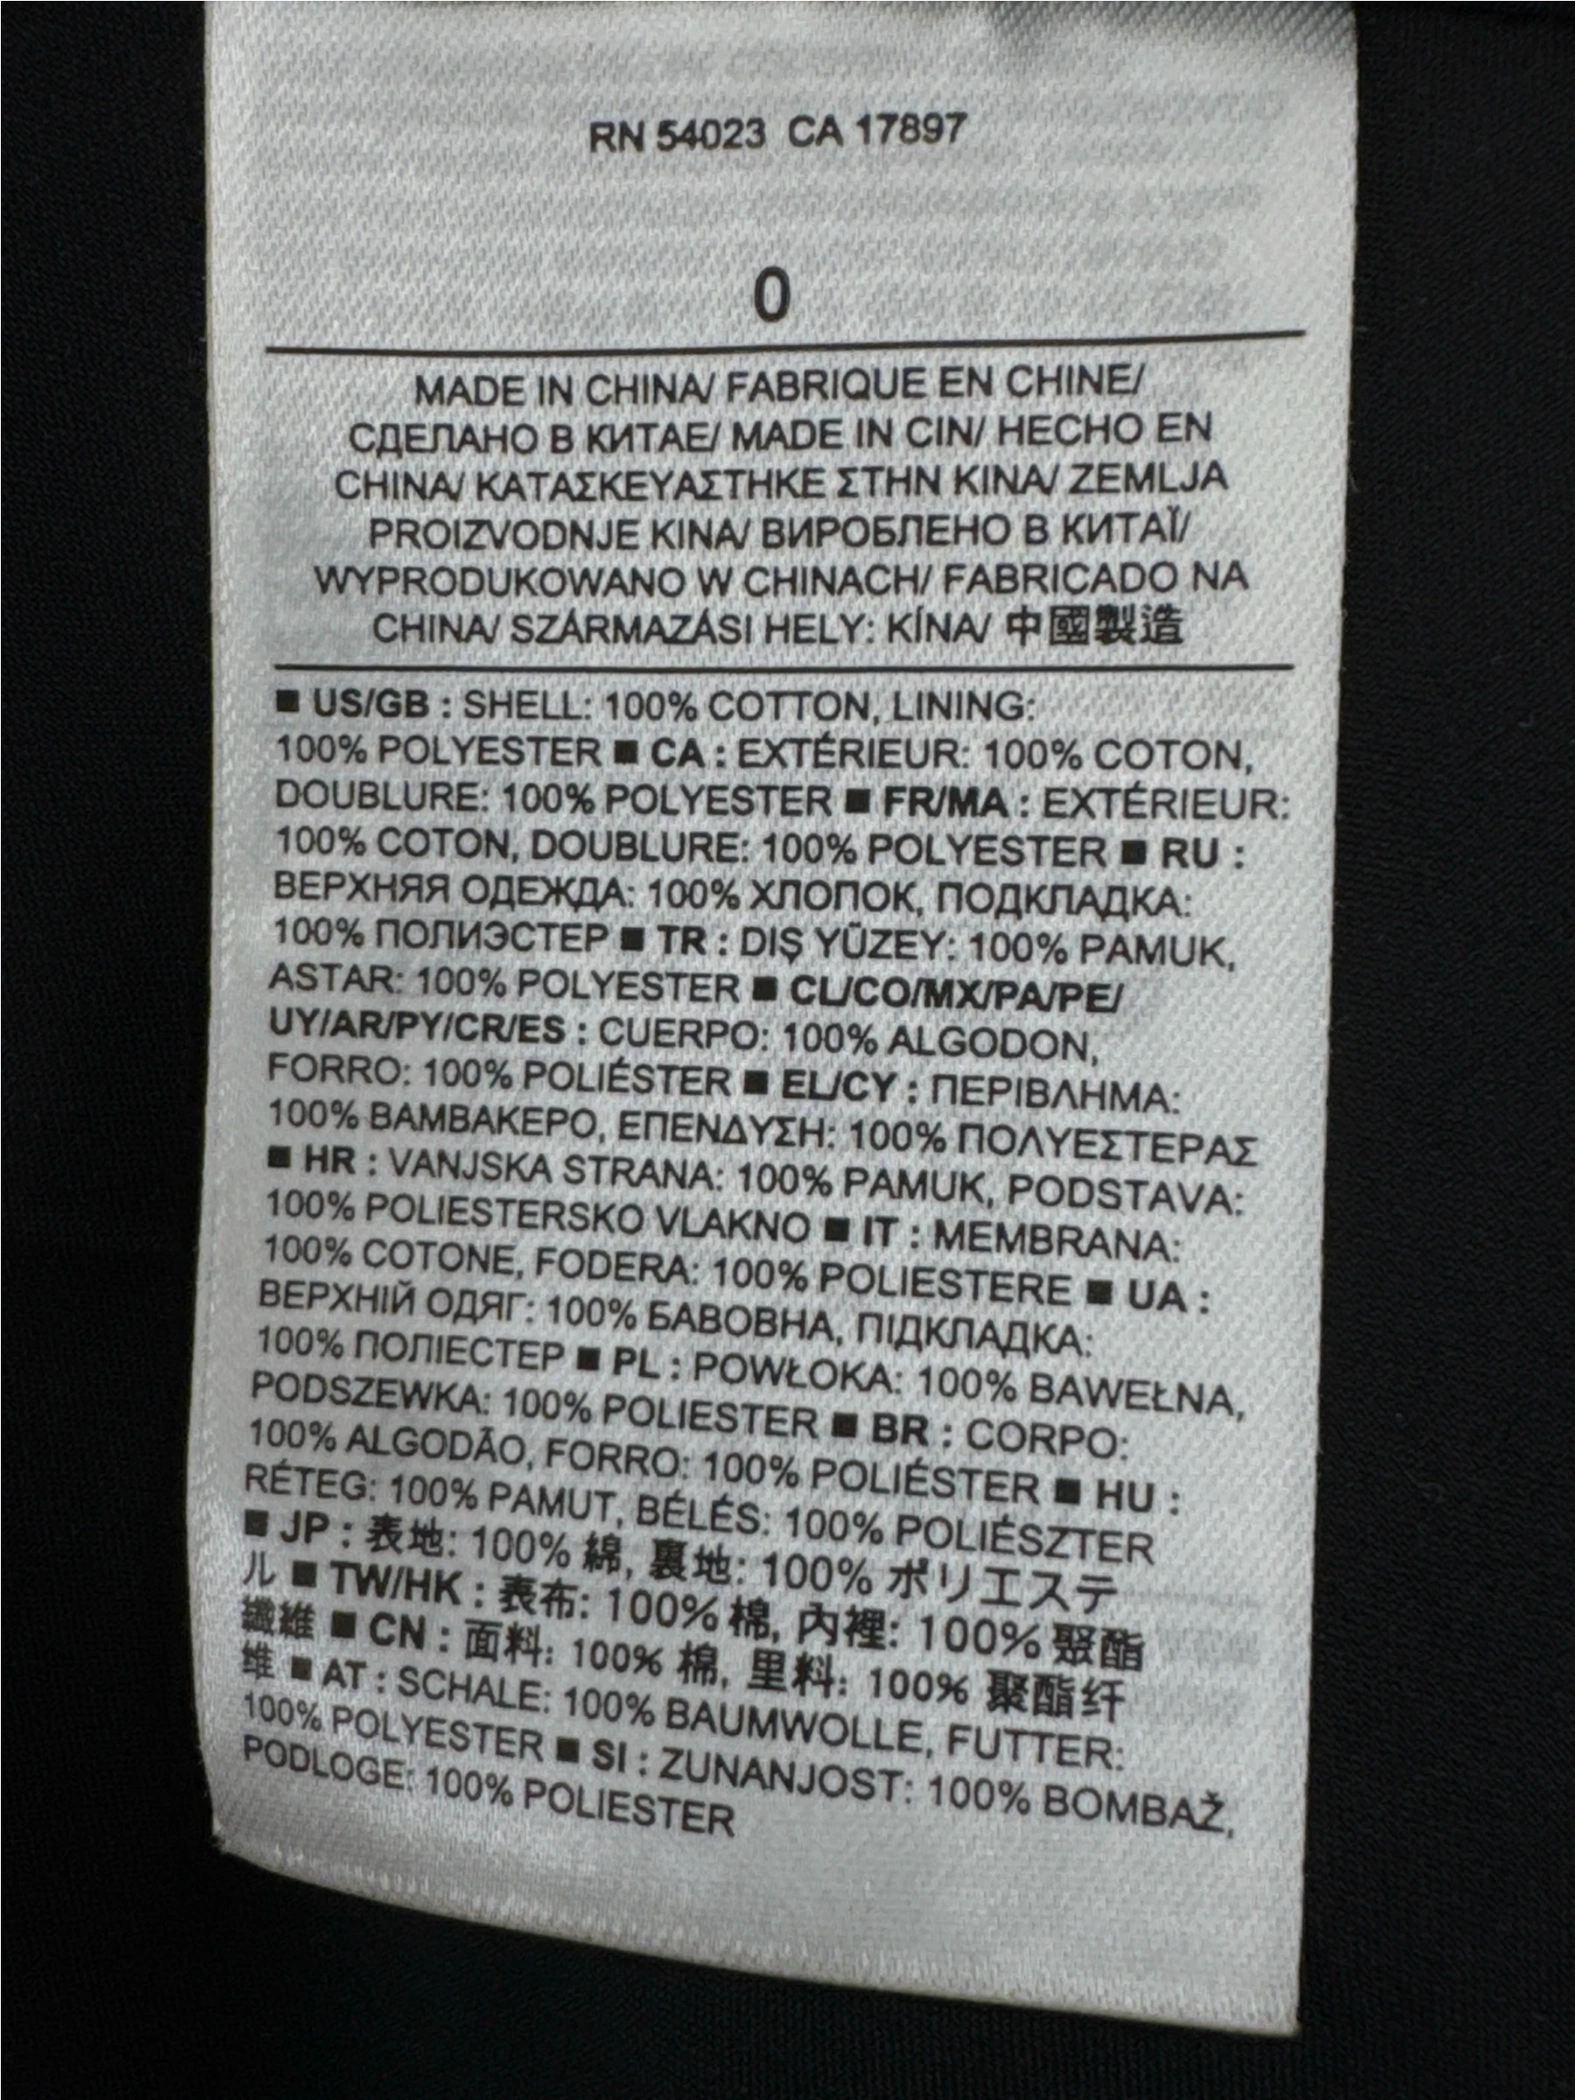 RN 54023 CA 17897
0
MADE IN CHINA/ FABRIQUE EN CHINE/
СДЕЛАНО В КИТАЕ/ MADE IN CIN/ HECHO EN
CHINA/ ΚΑΤΑΣΚΕΥΑΣΤΗΚΕ ΣΤΗΝ ΚΙΝΑ/ ZEMLJA
PROIZVODNJE KINA/ ВИРОБЛЕНО В КИТАЇ/
WYPRODUKOWANO W CHINACH/ FABRICADO NA
CHINA/ SZÁRMAZÁSI HELY: KÍNA/ 中國製造
■ US/GB : SHELL: 100% COTTON, LINING:
100% POLYESTER ■ CA : EXTÉRIEUR: 100% COTON,
DOUBLURE: 100% POLYESTER ■ FR/MA : EXTÉRIEUR:
100% COTON, DOUBLURE: 100% POLYESTER ■ RU :
ВЕРХНЯЯ ОДЕЖДА: 100% ХЛОПОК, ПОДКЛАДКА:
100% ПОЛИЭСТЕР ■ TR : DIŞ YÜZEY: 100% PAMUK,
ASTAR: 100% POLYESTER ■ CL/CO/MX/PA/PE/
UY/AR/PY/CR/ES : CUERPO: 100% ALGODON,
FORRO: 100% POLIÉSTER ■ EL/CY : ΠΕΡΙΒΛΗΜΑ:
100% ΒΑΜΒΑΚΕΡΟ, ΕΠΕΝΔΥΣΗ: 100% ΠΟΛΥΕΣΤΕΡΑΣ
■ HR : VANJSKA STRANA: 100% PAMUK, PODSTAVA:
100% POLIESTERSKO VLAKNO ■ IT : MEMBRANA:
100% COTONE, FODERA: 100% POLIESTERE ■ UA :
ВЕРХНІЙ ОДЯГ: 100% БАВОВНА, ПІДКЛАДКА:
100% ПОЛІЕСТЕР ■ PL : POWŁOKA: 100% BAWEŁNA,
PODSZEWKA: 100% POLIESTER ■ BR : CORPO:
100% ALGODÃO, FORRO: 100% POLIÉSTER ■ HU :
RÉTEG: 100% PAMUT, BÉLÉS: 100% POLIÉSZTER
■ JP : 表地: 100% 綿, 裏地: 100% ポリエステ
ル ■ TW/HK : 表布: 100% 棉, 內裡: 100% 聚酯
纖維 ■ CN : 面料: 100% 棉, 里料: 100% 聚酯纤
维 ■ AT : SCHALE: 100% BAUMWOLLE, FUTTER:
100% POLYESTER ■ SI : ZUNANJOST: 100% BOMBAŽ,
PODLOGE: 100% POLIESTER